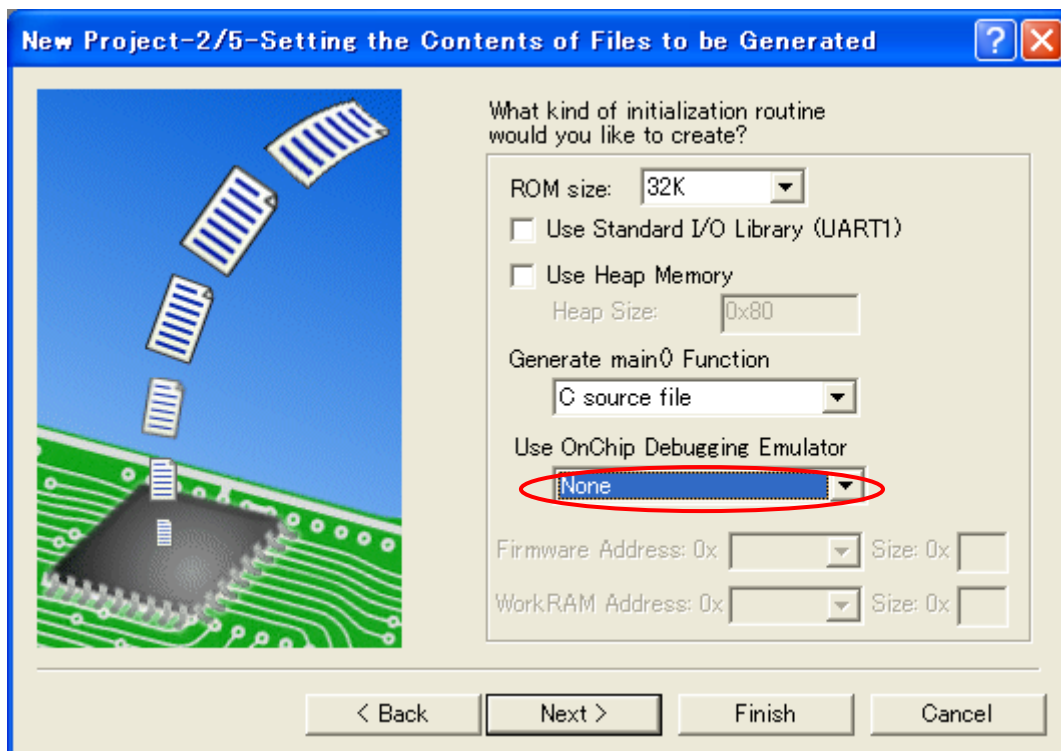 New Project-2/5-Setting the Contents of Files to be Generated
What kind of initialization routine
would you like to create?
ROM size: 32K
Use Standard I/O Library (UART1)
Use Heap Memory
Heap Size: 0x80
Generate main() Function
C source file
Use OnChip Debugging Emulator
None
Firmware Address: 0x Size: 0x
WorkRAM Address: 0x Size: 0x
< Back Next > Finish Cancel